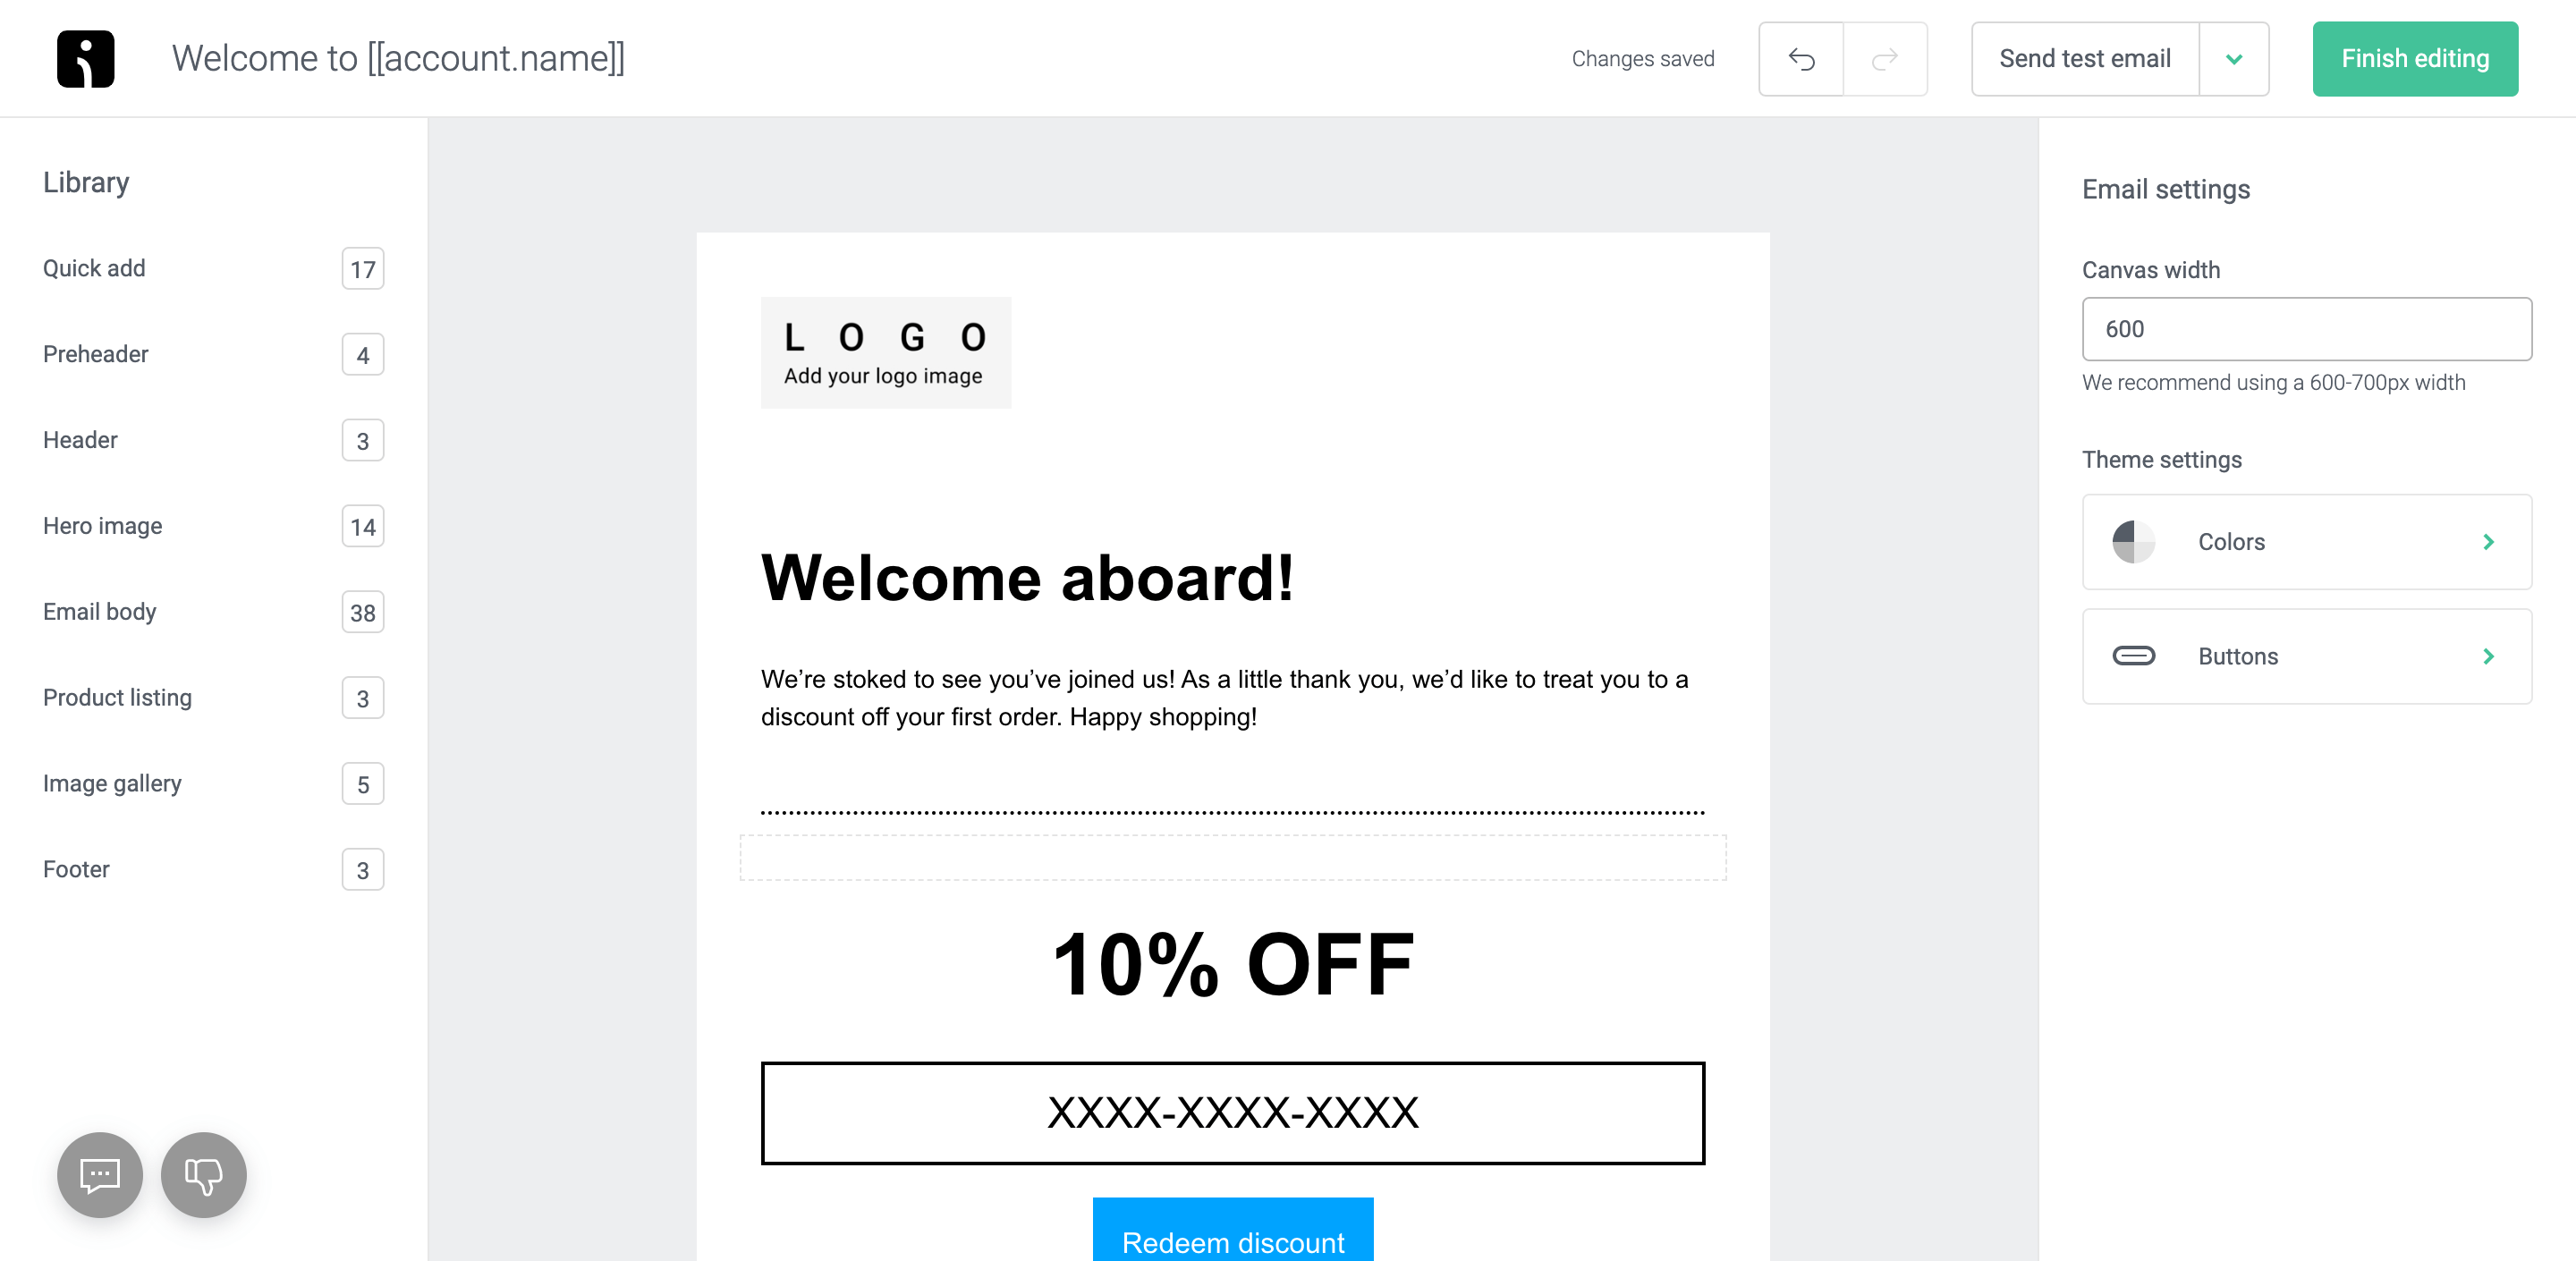 Welcome to [[account.name]]
Changes saved
Send test email
Finish editing
Library
Quick add 17
Preheader 4
Header 3
Hero image 14
Email body 38
Product listing 3
Image gallery 5
Footer 3
LOGO
Add your logo image
Welcome aboard!
We’re stoked to see you’ve joined us! As a little thank you, we’d like to treat you to a
discount off your first order. Happy shopping!
10% OFF
XXXX-XXXX-XXXX
Redeem discount
Email settings
Canvas width
600
We recommend using a 600-700px width
Theme settings
Colors
Buttons